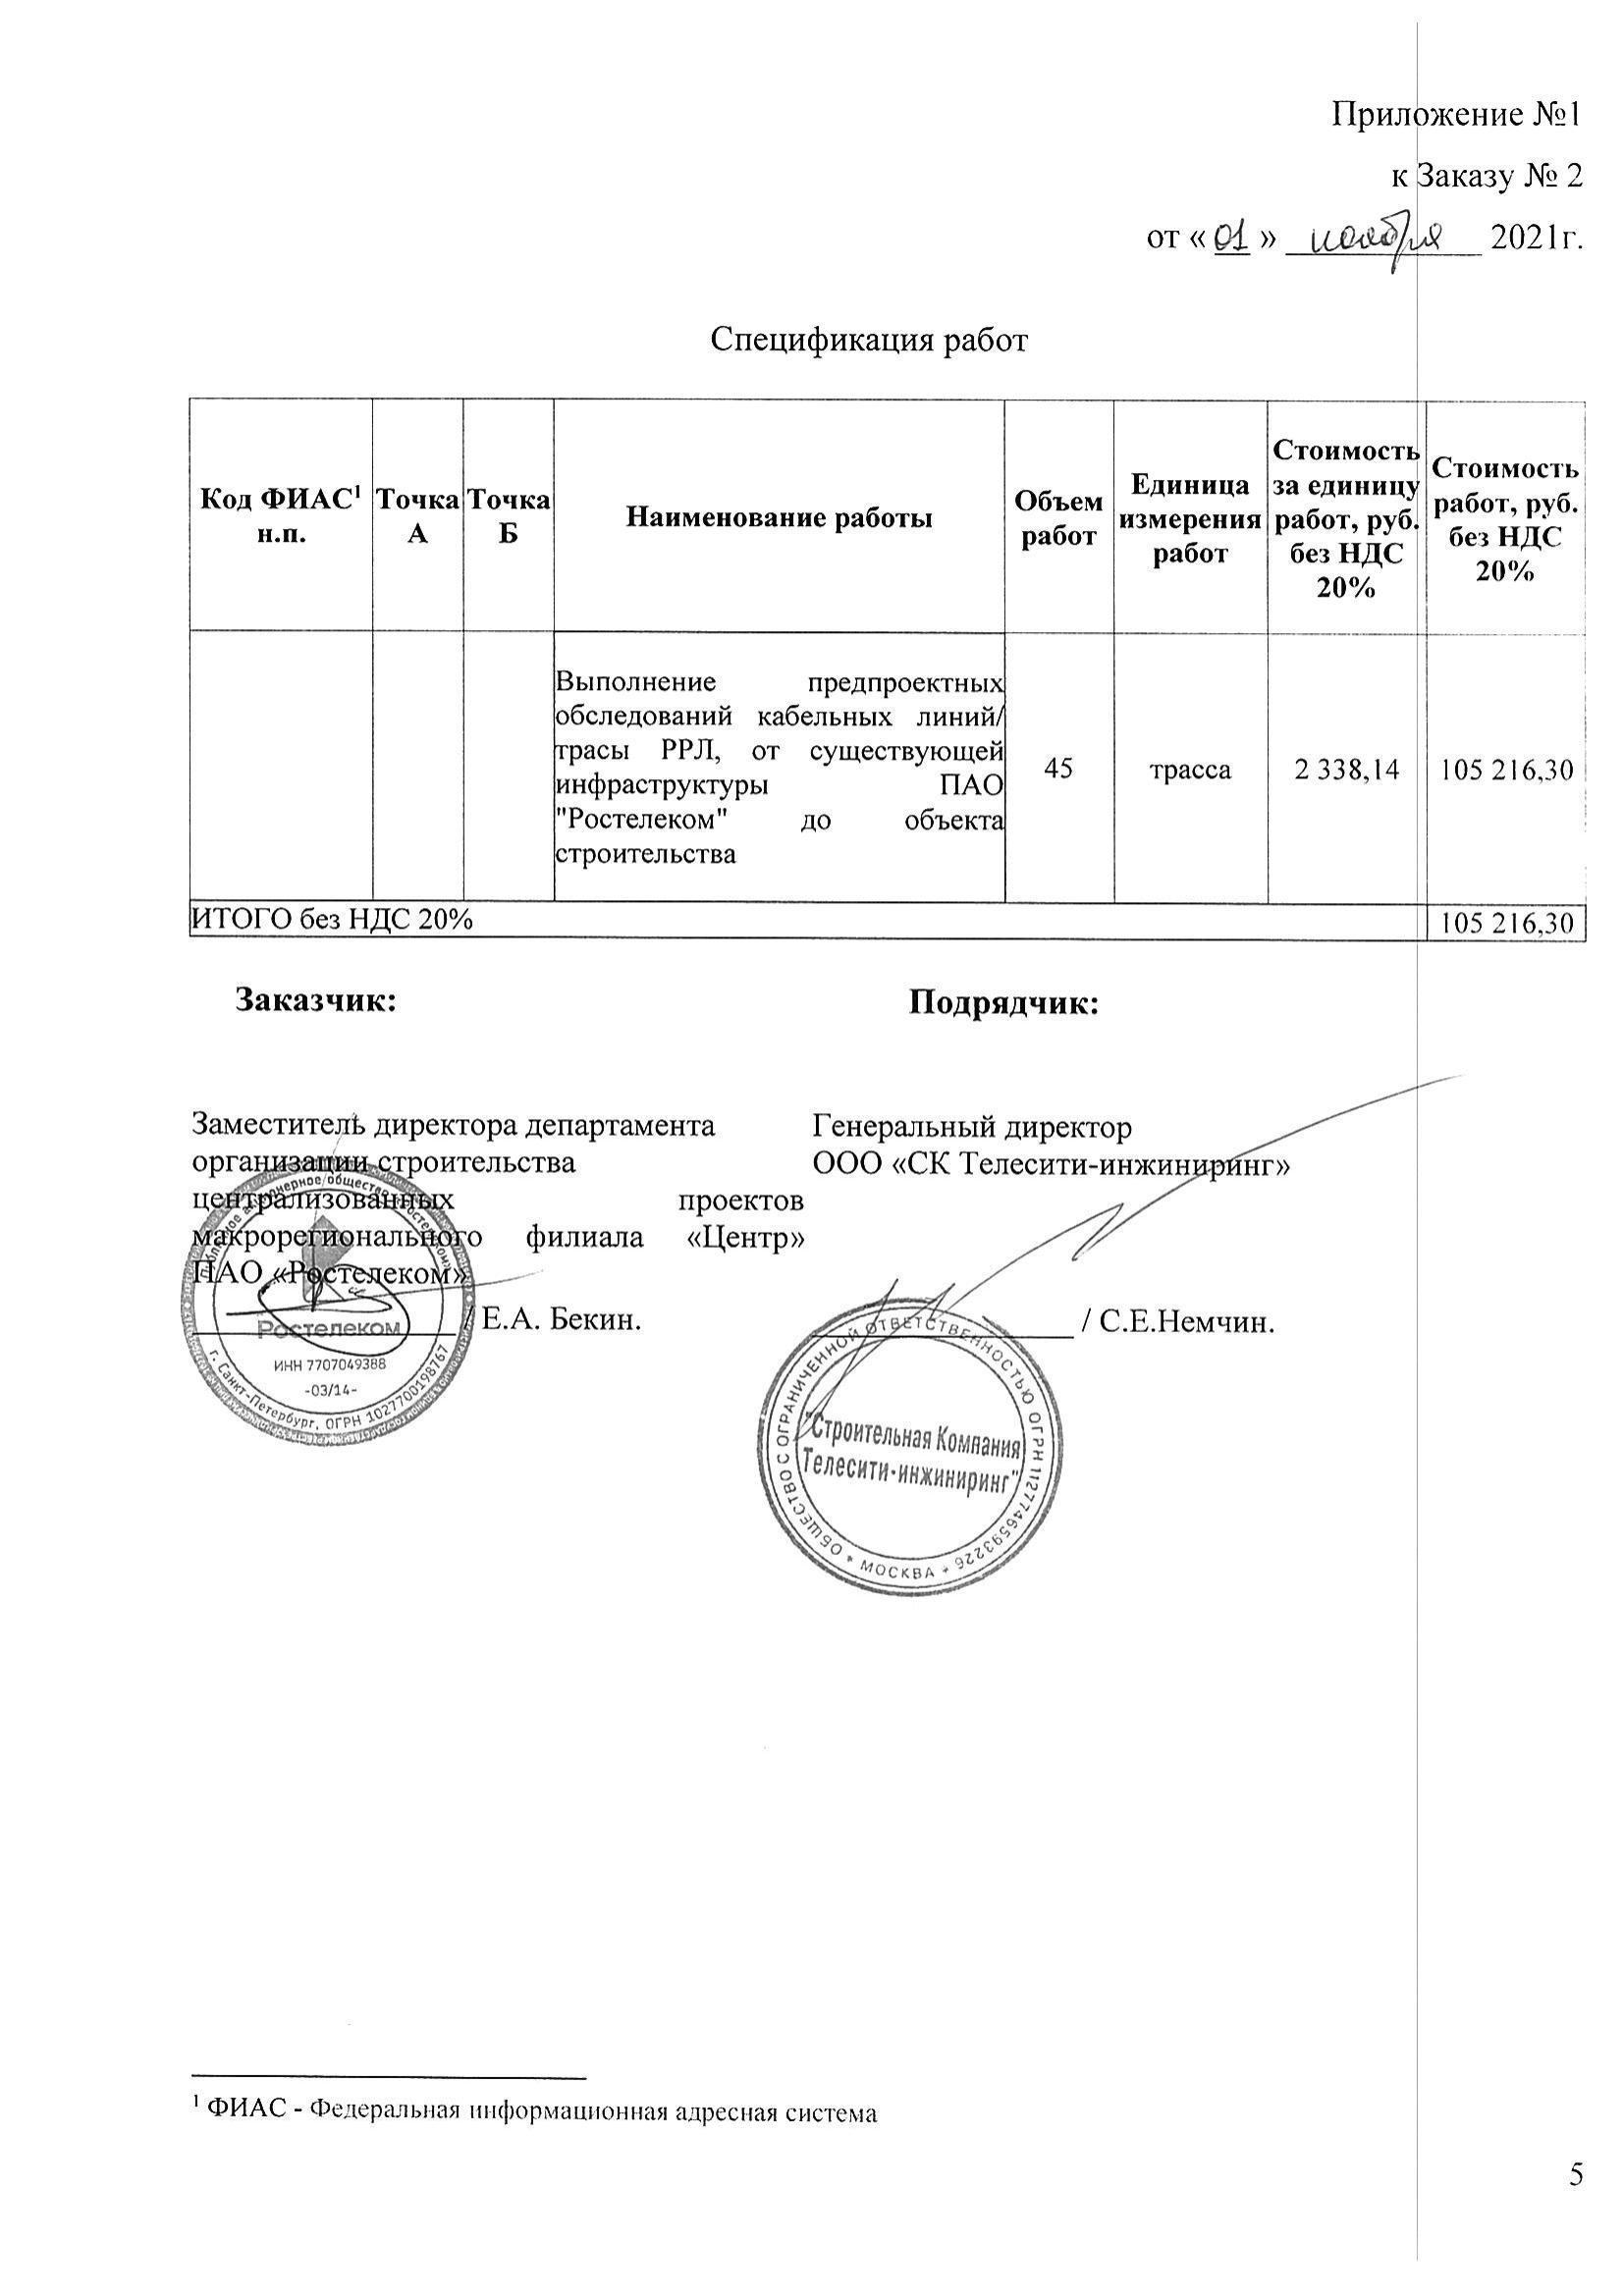 Приложение №1
к Заказу № 2
от « 01 » ноября 2021г.
Спецификация работ
Код ФИАС¹ н.п.
Точка А
Точка Б
Наименование работы
Объем работ
Единица измерения работ
Стоимость за единицу работ, руб. без НДС 20%
Стоимость работ, руб. без НДС 20%
Выполнение предпроектных
обследований кабельных линий/
трасы РРЛ, от существующей
инфраструктуры ПАО
"Ростелеком" до объекта
строительства
45
трасса
2 338,14
105 216,30
ИТОГО без НДС 20%
105 216,30
Заказчик:
Подрядчик:
Заместитель директора департамента
организации строительства
централизованных проектов
макрорегионального филиала «Центр»
ПАО «Ростелеком»
/ Е.А. Бекин.
Генеральный директор
ООО «СК Телесити-инжиниринг»
/ С.Е.Немчин.
Публичное акционерное общество «Ростелеком»
Ростелеком
ИНН 7707049388
-03/14-
г. Санкт-Петербург, ОГРН 1027700198767
ОБЩЕСТВО С ОГРАНИЧЕННОЙ ОТВЕТСТВЕННОСТЬЮ ОГРН 1127746593226
* МОСКВА *
"Строительная Компания
Телесити-инжиниринг"
¹ ФИАС - Федеральная информационная адресная система
5